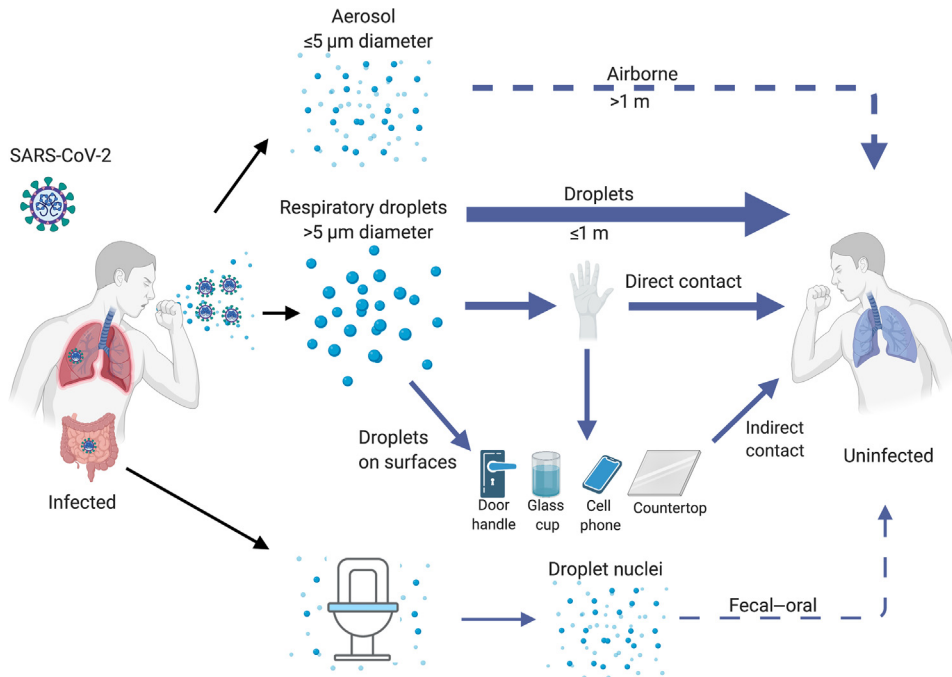 Aerosol
≤5 μm diameter
Airborne
>1 m
SARS-CoV-2
Respiratory droplets
>5 μm diameter
Droplets
≤1 m
Direct contact
Droplets
on surfaces
Indirect
contact
Door
handle
Glass
cup
Cell
phone
Countertop
Infected
Uninfected
Droplet nuclei
Fecal–oral